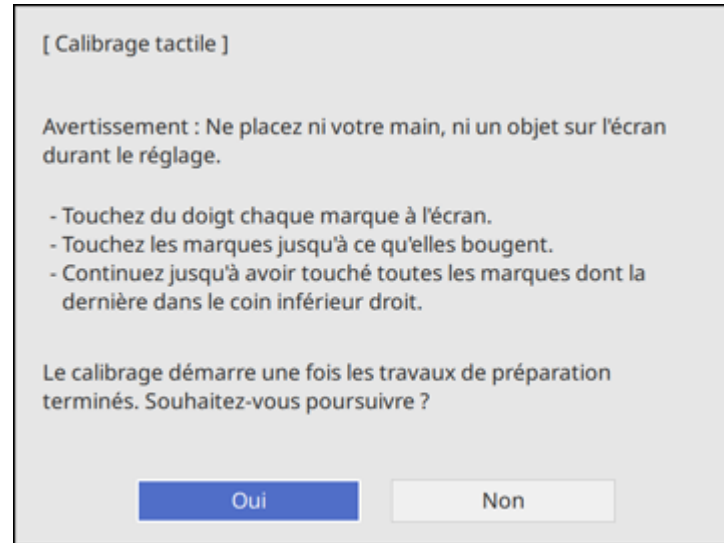 [ Calibrage tactile ]
Avertissement : Ne placez ni votre main, ni un objet sur l'écran
durant le réglage.
- Touchez du doigt chaque marque à l'écran.
- Touchez les marques jusqu'à ce qu'elles bougent.
- Continuez jusqu'à avoir touché toutes les marques dont la
dernière dans le coin inférieur droit.
Le calibrage démarre une fois les travaux de préparation
terminés. Souhaitez-vous poursuivre ?
Oui
Non